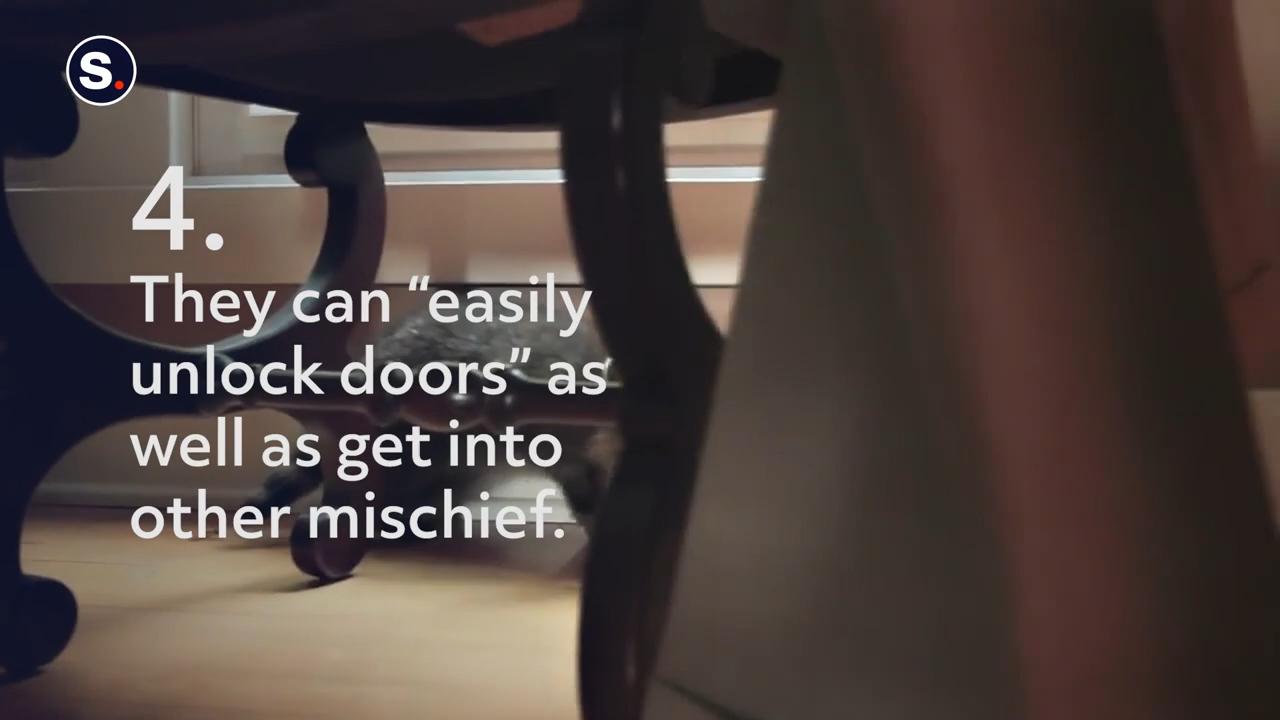 S.
4.
They can “easily
unlock doors” as
well as get into
other mischief.